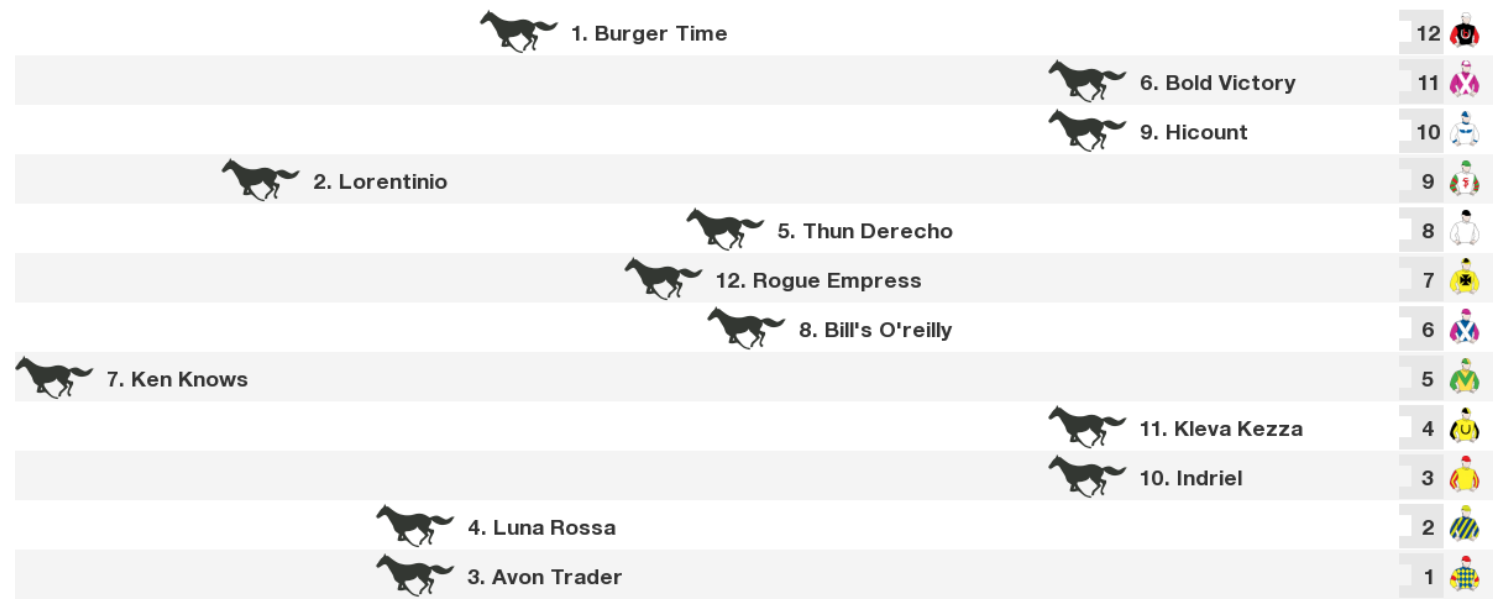 1. Burger Time 12
6. Bold Victory 11
9. Hicount 10
2. Lorentinio 9
5. Thun Derecho 8
12. Rogue Empress 7
8. Bill's O'reilly 6
7. Ken Knows 5
11. Kleva Kezza 4
10. Indriel 3
4. Luna Rossa 2
3. Avon Trader 1